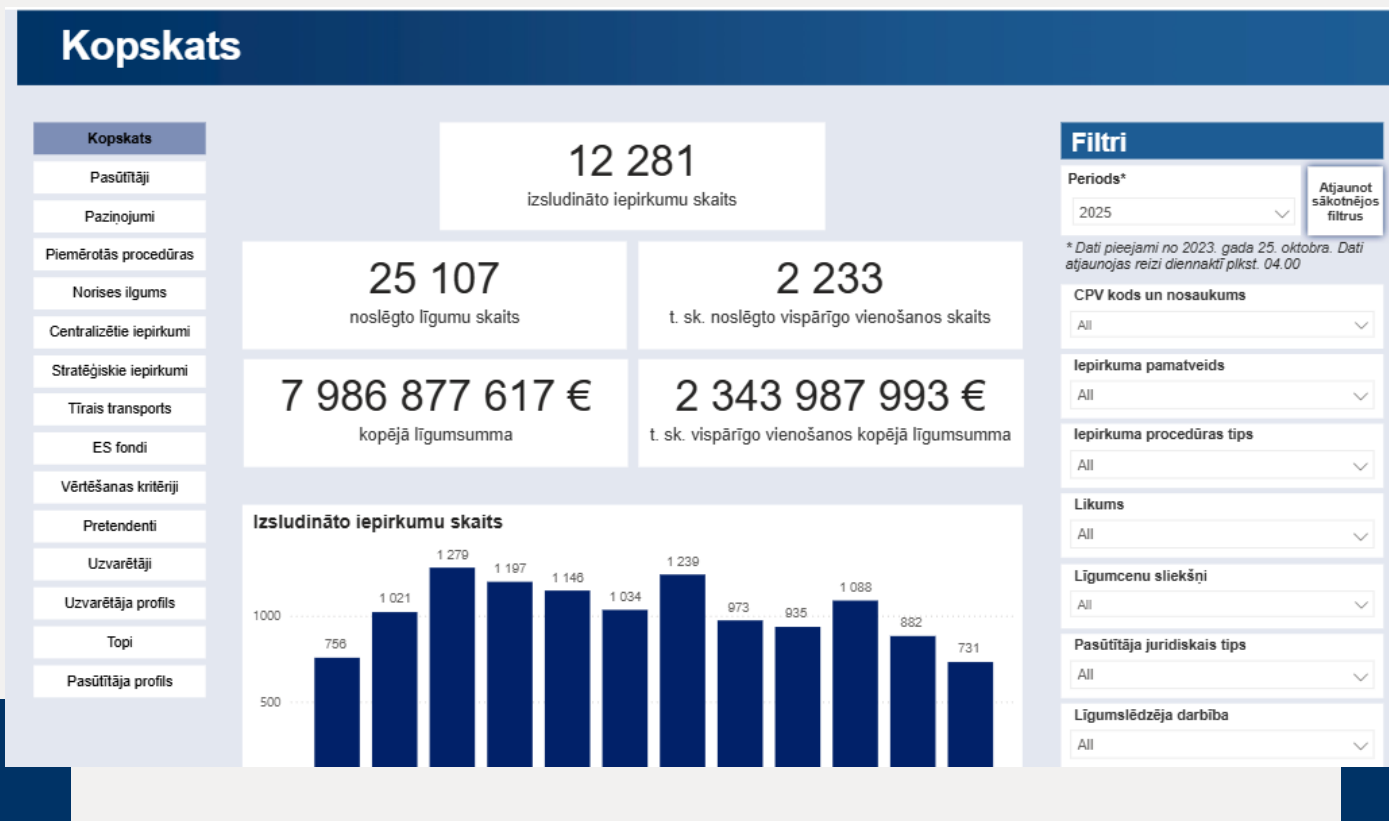 Kopskats
Kopskats
Pasūtītāji
Paziņojumi
Piemērotās procedūras
Norises ilgums
Centralizētie iepirkumi
Stratēģiskie iepirkumi
Tīrais transports
ES fondi
Vērtēšanas kritēriji
Pretendenti
Uzvarētāji
Uzvarētāja profils
Topi
Pasūtītāja profils
12 281
izsludināto iepirkumu skaits
25 107
noslēgto līgumu skaits
2 233
t. sk. noslēgto vispārīgo vienošanos skaits
7 986 877 617 €
kopējā līgumsumma
2 343 987 993 €
t. sk. vispārīgo vienošanos kopējā līgumsumma
Izsludināto iepirkumu skaits
1000
500
756
1 021
1 279
1 197
1 146
1 034
1 239
973
935
1 088
882
731
Filtri
Periods*
2025
Atjaunot
sākotnējos
filtrus
* Dati pieejami no 2023. gada 25. oktobra. Dati
atjaunojas reizi diennaktī plkst. 04.00
CPV kods un nosaukums
All
Iepirkuma pamatveids
All
Iepirkuma procedūras tips
All
Likums
All
Līgumcenu sliekšņi
All
Pasūtītāja juridiskais tips
All
Līgumslēdzēja darbība
All